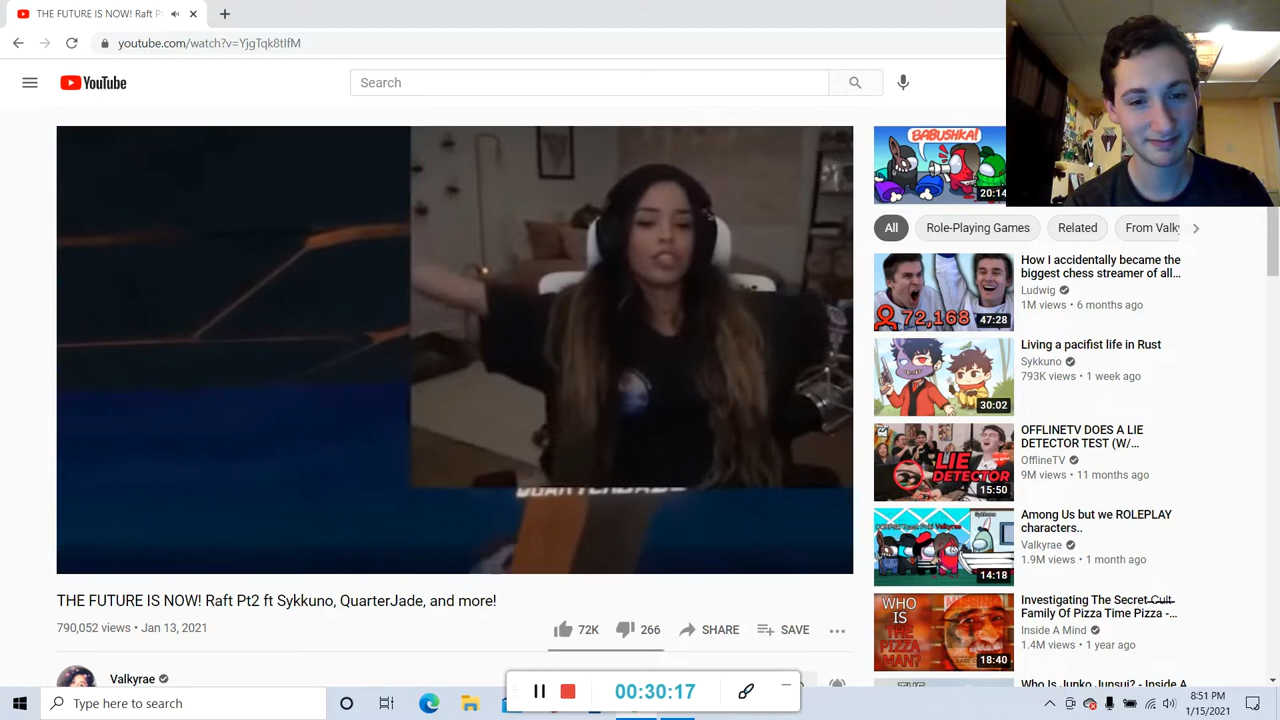 THE FUTURE IS NOW! Raft P
youtube.com/watch?v=YjgTqk8tIfM
YouTube
Search
BABUSHKA!
20:14
All
Role-Playing Games
Related
From Valky
How I accidentally became the
biggest chess streamer of all...
Ludwig
1M views • 6 months ago
72,168
47:28
Living a pacifist life in Rust
Sykkuno
793K views • 1 week ago
30:02
OFFLINETV DOES A LIE
DETECTOR TEST (W/...
OfflineTV
9M views • 11 months ago
LIE
DETECTOR
15:50
Among Us but we ROLEPLAY
characters..
Valkyrae
1.9M views • 1 month ago
14:18
Investigating The Secret Cult
Family Of Pizza Time Pizza -...
Inside A Mind
1.4M views • 1 year ago
MISSING
WHO
IS
THE
PIZZA
MAN?
18:40
Who Is Junko Junsui? - Inside A
THE FUTURE IS NOW! Raft Pt2 ft Sykkuno, QuarterJade, and more!
790,052 views • Jan 13, 2021
72K
266
SHARE
SAVE
Valkyrae
00:30:17
Type here to search
8:51 PM
1/15/2021